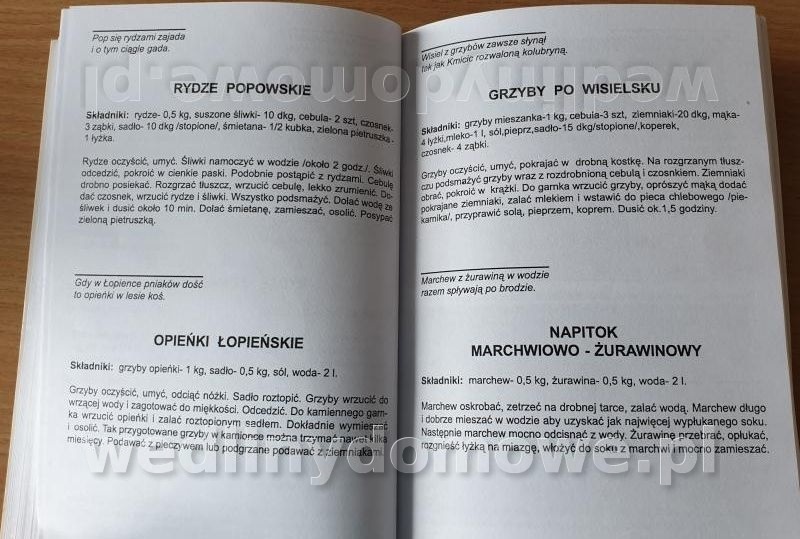 Pop się rydzami zajada
i o tym ciągle gada.
RYDZE POPOWSKIE
Składniki: rydze- 0,5 kg, suszone śliwki- 10 dkg, cebula- 2 szt, czosnek-
3 ząbki, sadło- 10 dkg /stopione/, śmietana- 1/2 kubka, zielona pietruszka -
1 łyżka.
Rydze oczyścić, umyć. Śliwki namoczyć w wodzie /około 2 godz./. Śliwki
odcedzić, pokroić w cienkie paski. Podobnie postąpić z rydzami. Cebulę
drobno posiekać. Rozgrzać tłuszcz, wrzucić cebulę, lekko zrumienić. Do-
dać czosnek, wrzucić rydze i śliwki. Wszystko podsmażyć. Dolać wodę ze
śliwek i dusić około 10 min. Dolać śmietanę, zamieszać, osolić. Posypać
zieloną pietruszką.
Gdy w Łopience pniaków dość
to opieńki w lesie koś.
OPIEŃKI ŁOPIEŃSKIE
Składniki: grzyby opieńki- 1 kg, sadło- 0,5 kg, sól, woda- 2 l.
Grzyby oczyścić, umyć, odciąć nóżki. Sadło roztopić. Grzyby wrzucić do
wrzącej wody i zagotować do miękkości. Odcedzić. Do kamiennego garn-
ka wrzucić opieńki i zalać roztopionym sadłem. Dokładnie wymieszać
i osolić. Tak przygotowane grzyby w kamionce można trzymać nawet kilka
miesięcy. Podawać z pieczywem lub podgrzane podawać z ziemniakami.
Wisiel z grzybów zawsze słynął
tak jak Kmicic rozwaloną kolubryną.
GRZYBY PO WISIELSKU
Składniki: grzyby mieszanka-1 kg, cebula-3 szt, ziemniaki-20 dkg, mąka-
4 łyżki,mleko-1 l, sól,pieprz,sadło-15 dkg/stopione/,koperek,
czosnek- 4 ząbki.
Grzyby oczyścić, umyć, pokrajać w drobną kostkę. Na rozgrzanym tłusz-
czu podsmażyć grzyby wraz z rozdrobnioną cebulą i czosnkiem. Ziemniaki
obrać, pokroić w krążki. Do garnka wrzucić grzyby, oprószyć mąką dodać
pokrajane ziemniaki, zalać mlekiem i wstawić do pieca chlebowego /pie-
karnika/, przyprawić solą, pieprzem, koprem. Dusić ok.1,5 godziny.
Marchew z żurawiną w wodzie
razem spływają po brodzie.
NAPITOK
MARCHWIOWO - ŻURAWINOWY
Składniki: marchew- 0,5 kg, żurawina- 0,5 kg, woda- 2 l.
Marchew oskrobać, zetrzeć na drobnej tarce, zalać wodą. Marchew długo
i dobrze mieszać w wodzie aby uzyskać jak najwięcej wypłukanego soku.
Następnie marchew mocno odcisnąć z wody. Żurawinę przebrać, opłukać,
rozgnieść łyżką na miazgę, włożyć do soku z marchwi i mocno zamieszać.
wedlinydomowe.pl
wedlinydomowe.pl